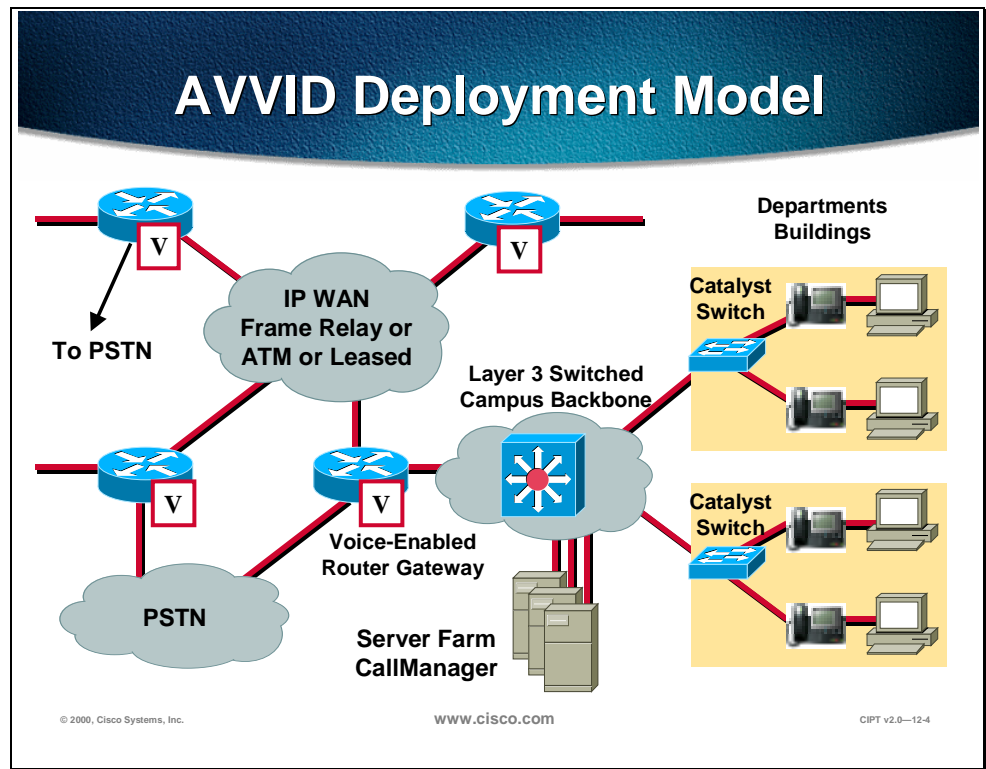 AVVID Deployment Model
V
V
Departments
Buildings
IP WAN
Frame Relay or
ATM or Leased
To PSTN
Catalyst
Switch
Layer 3 Switched
Campus Backbone
V
V
Voice-Enabled
Router Gateway
Catalyst
Switch
PSTN
Server Farm
CallManager
© 2000, Cisco Systems, Inc.
www.cisco.com
CIPT v2.0—12-4